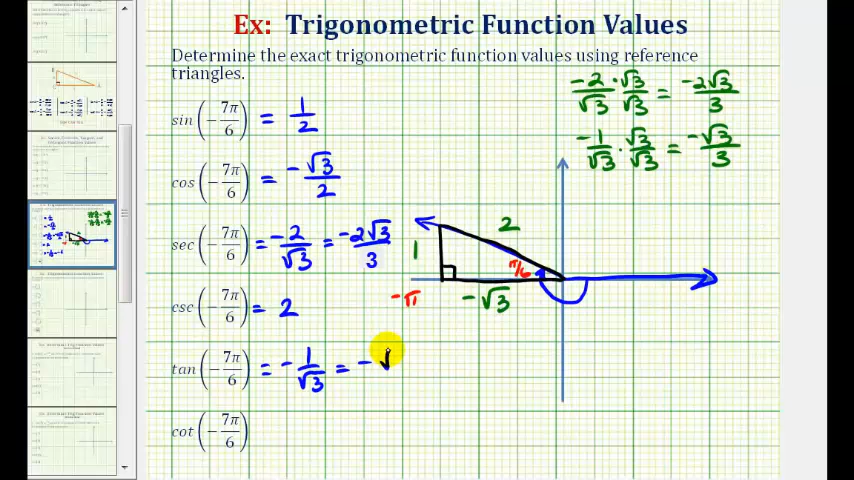 Ex: Trigonometric Function Values
Determine the exact trigonometric function values using reference
triangles.
sin(-7π/6) = 1/2
cos(-7π/6) = -√3/2
sec(-7π/6) = -2/√3 = -2√3/3
csc(-7π/6) = 2
tan(-7π/6) = -1/√3 = -√
cot(-7π/6)
-2/√3 · √3/√3 = -2√3/3
-1/√3 · √3/√3 = -√3/3
2
1
π/6
-π
-√3